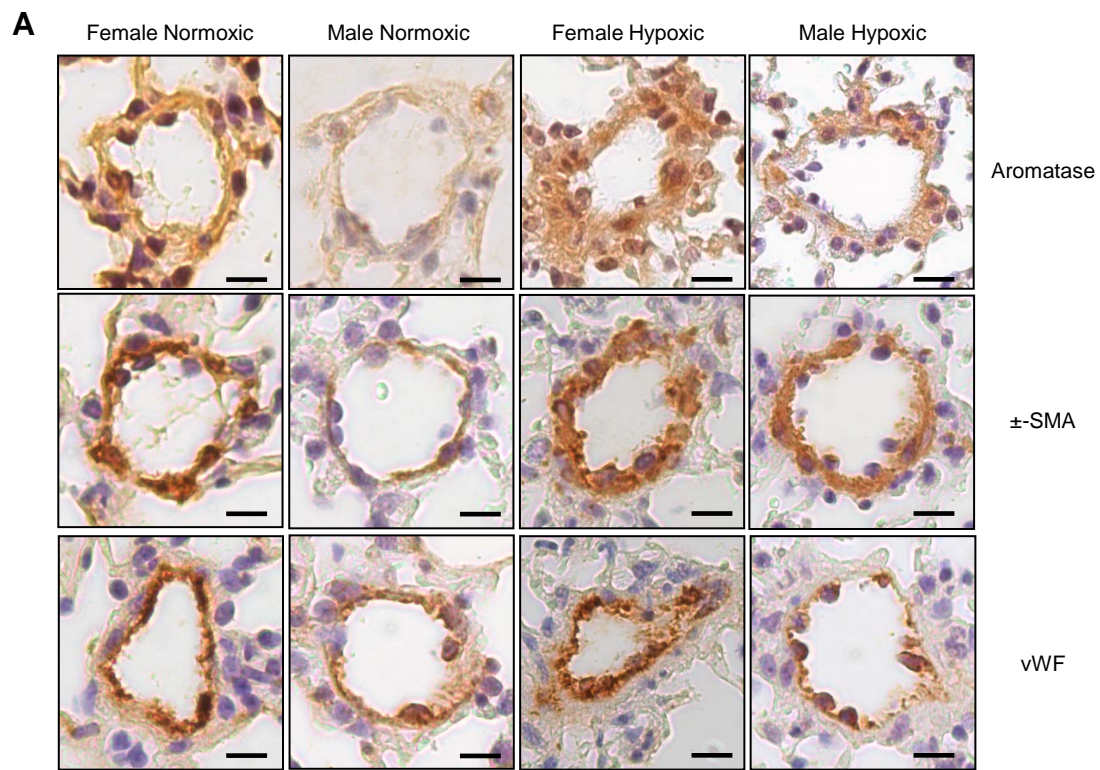 A
Female Normoxic
Male Normoxic
Female Hypoxic
Male Hypoxic
Aromatase
±-SMA
vWF